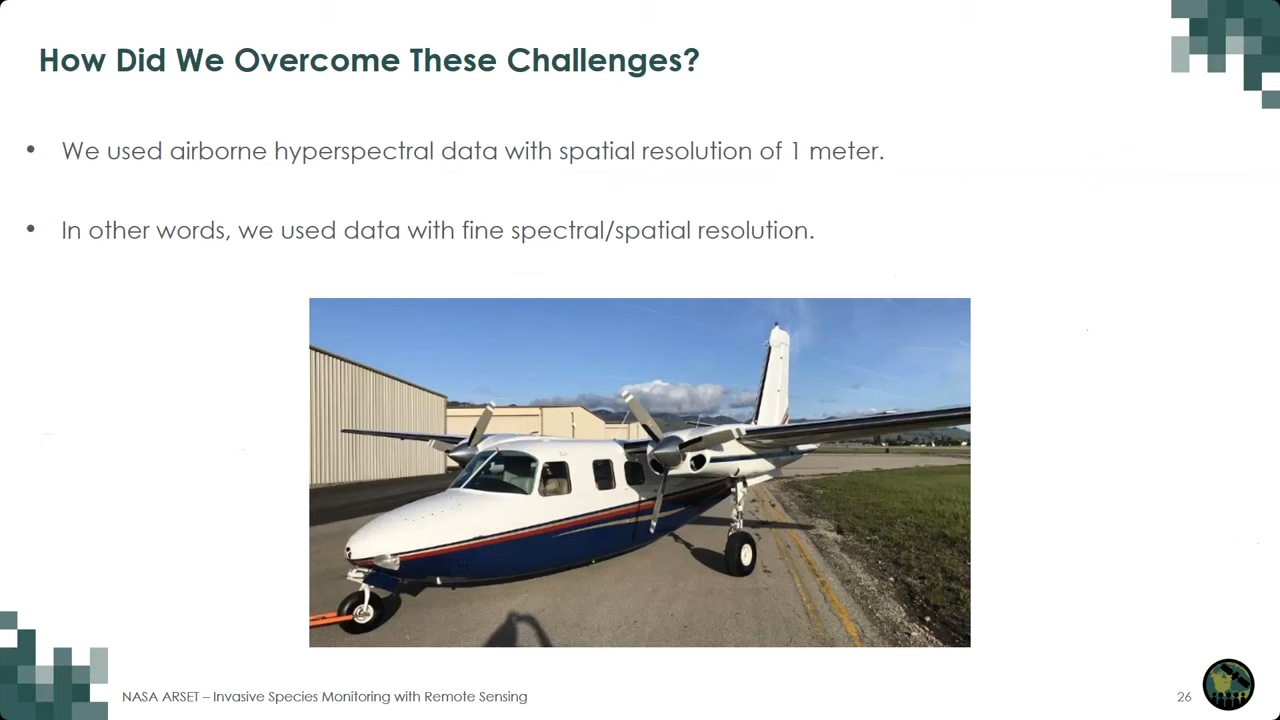 How Did We Overcome These Challenges?
• We used airborne hyperspectral data with spatial resolution of 1 meter.
• In other words, we used data with fine spectral/spatial resolution.
NASA ARSET – Invasive Species Monitoring with Remote Sensing
26